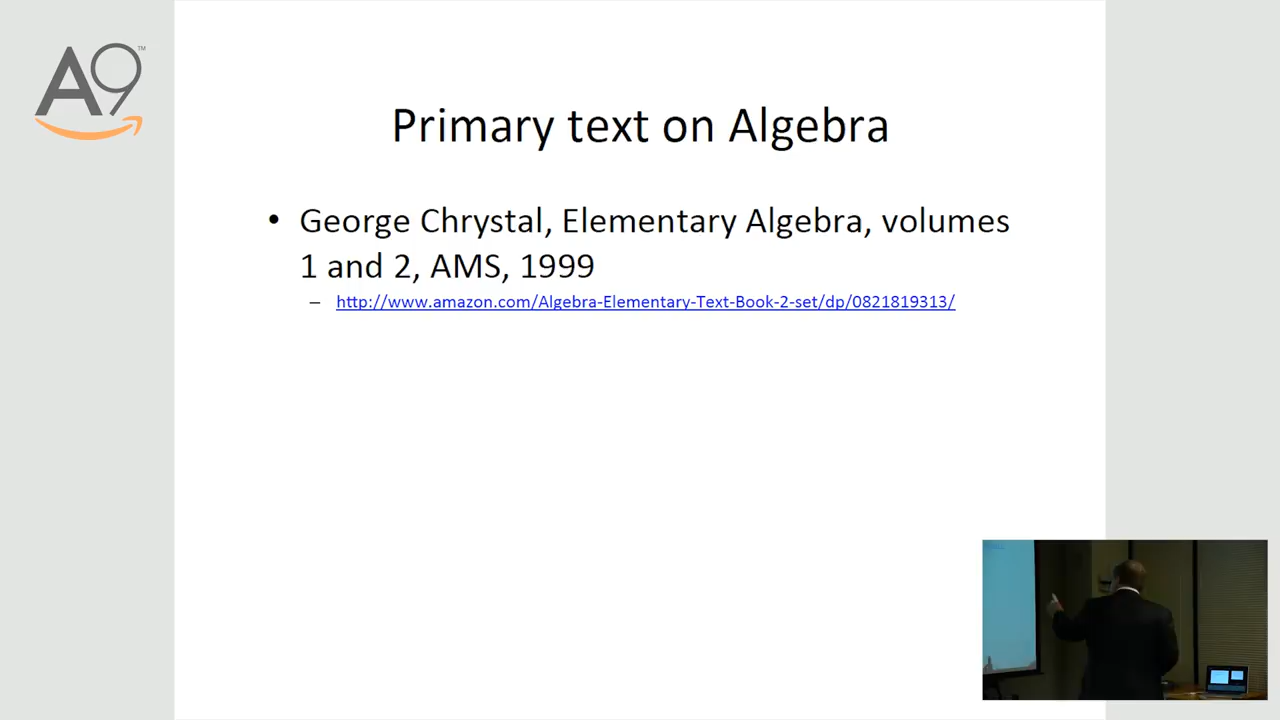 A9™
Primary text on Algebra
• George Chrystal, Elementary Algebra, volumes
1 and 2, AMS, 1999
– http://www.amazon.com/Algebra-Elementary-Text-Book-2-set/dp/0821819313/